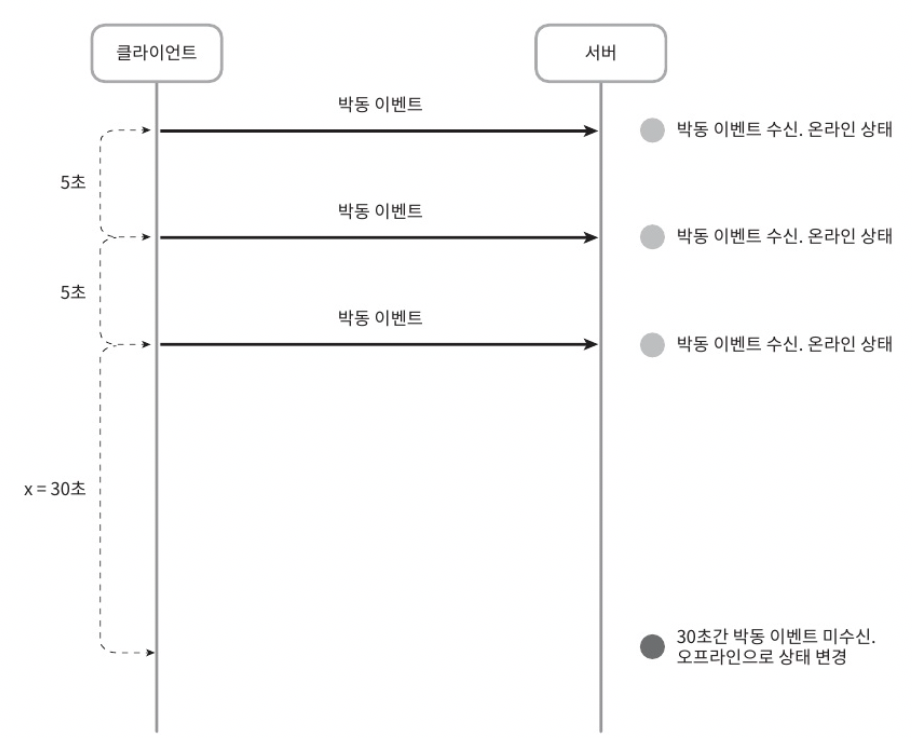 클라이언트
서버
박동 이벤트
박동 이벤트 수신. 온라인 상태
5초
박동 이벤트
박동 이벤트 수신. 온라인 상태
5초
박동 이벤트
박동 이벤트 수신. 온라인 상태
x = 30초
30초간 박동 이벤트 미수신.
오프라인으로 상태 변경